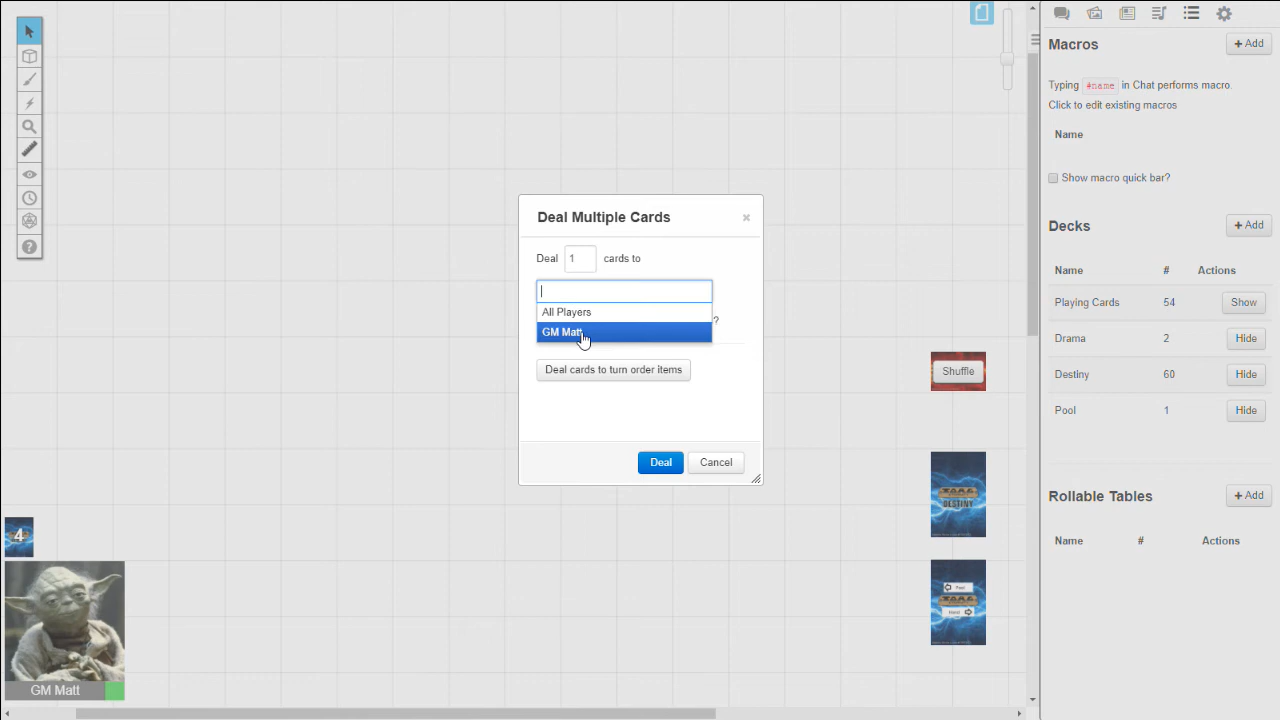 Macros
+ Add
Typing #name in Chat performs macro.
Click to edit existing macros
Name
Show macro quick bar?
Decks
+ Add
Name # Actions
Playing Cards 54 Show
Drama 2 Hide
Destiny 60 Hide
Pool 1 Hide
Rollable Tables
+ Add
Name # Actions
Deal Multiple Cards
×
Deal 1 cards to
All Players
GM Matt
?
Deal cards to turn order items
Deal
Cancel
Shuffle
DESTINY
Pool
Hand
4
GM Matt